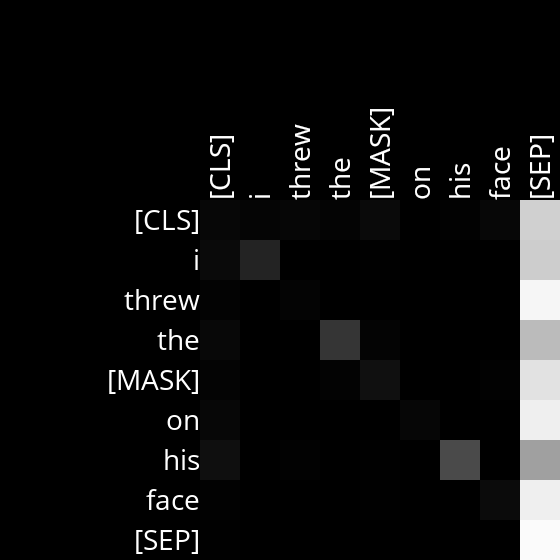 [CLS] i threw the [MASK] on his face [SEP]
[CLS]
i
threw
the
[MASK]
on
his
face
[SEP]